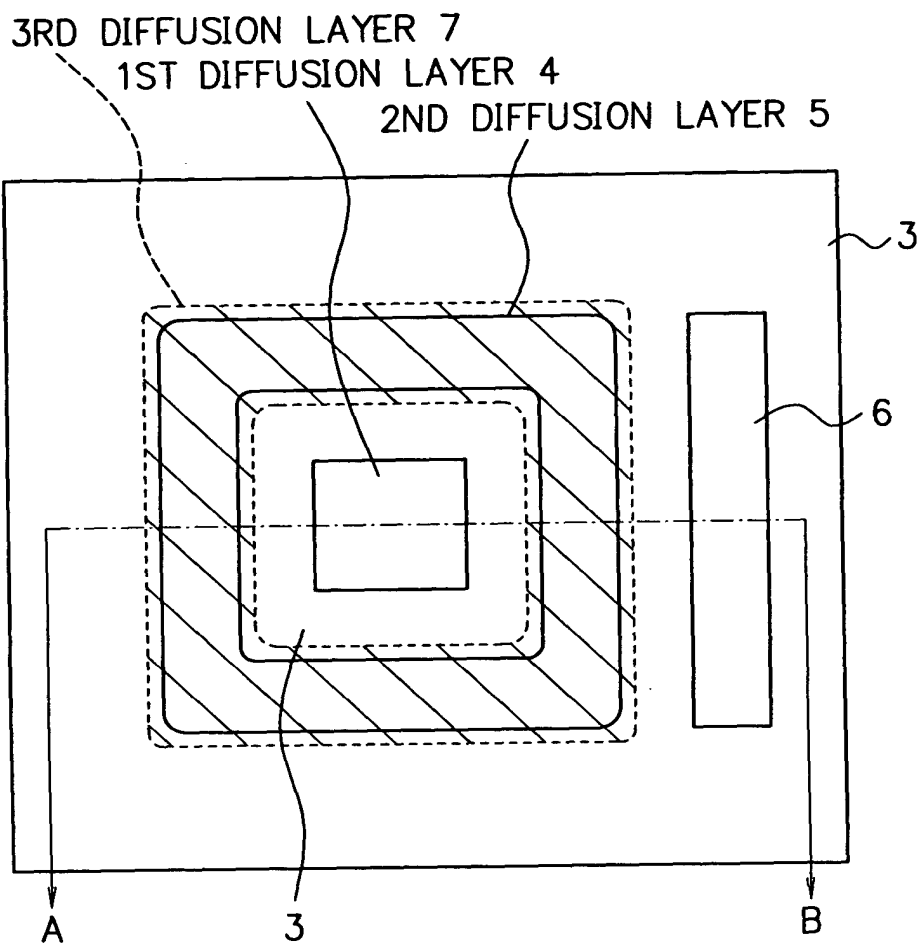 3RD DIFFUSION LAYER 7
1ST DIFFUSION LAYER 4
2ND DIFFUSION LAYER 5
3
6
A
3
B